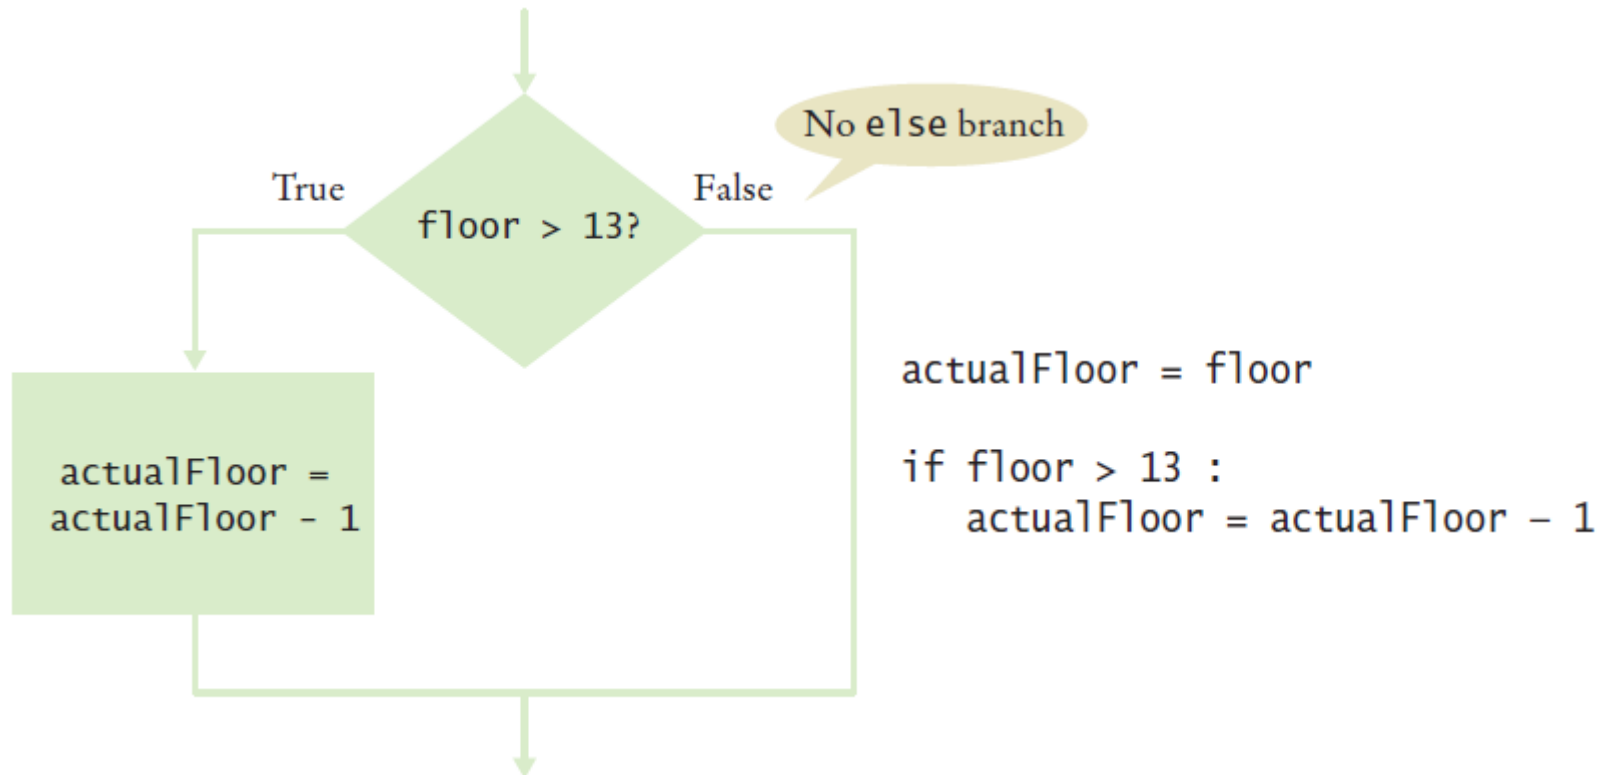 No else branch
True
False
floor > 13?
actualFloor =
actualFloor - 1
actualFloor = floor
if floor > 13 :
actualFloor = actualFloor – 1